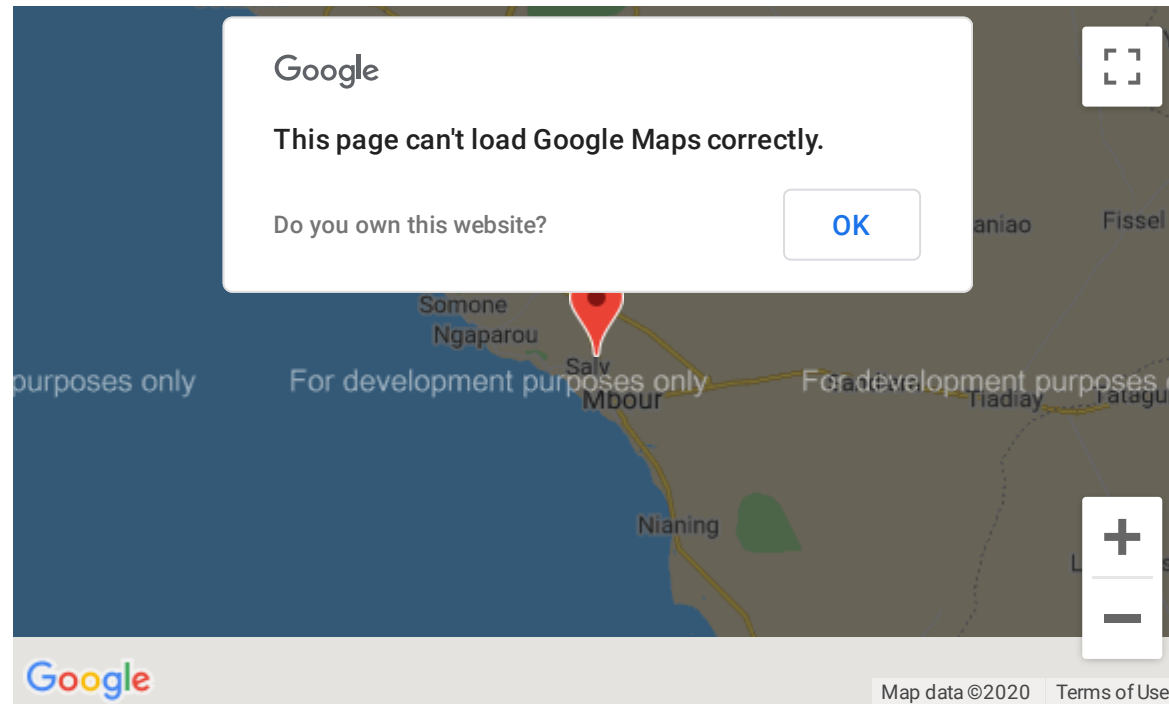 Google
This page can't load Google Maps correctly.
Do you own this website?
OK
aniao
Fissel
Somone
Ngaparou
Saly
purposes only
For development purposes only
For development purposes
Mbour
Tiadiay
Nianing
Google
Map data ©2020
Terms of Use